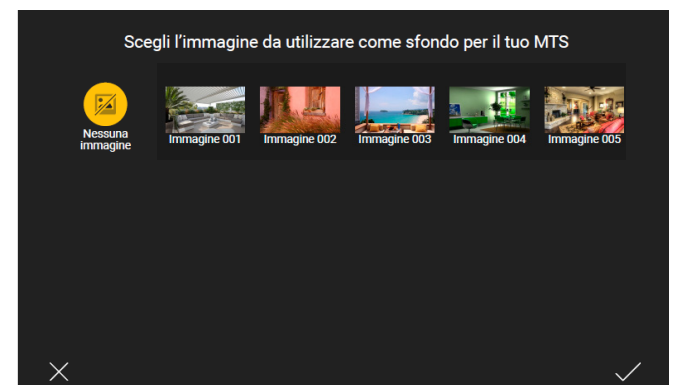 Scegli l’immagine da utilizzare come sfondo per il tuo MTS
Nessuna
immagine
Immagine 001
Immagine 002
Immagine 003
Immagine 004
Immagine 005